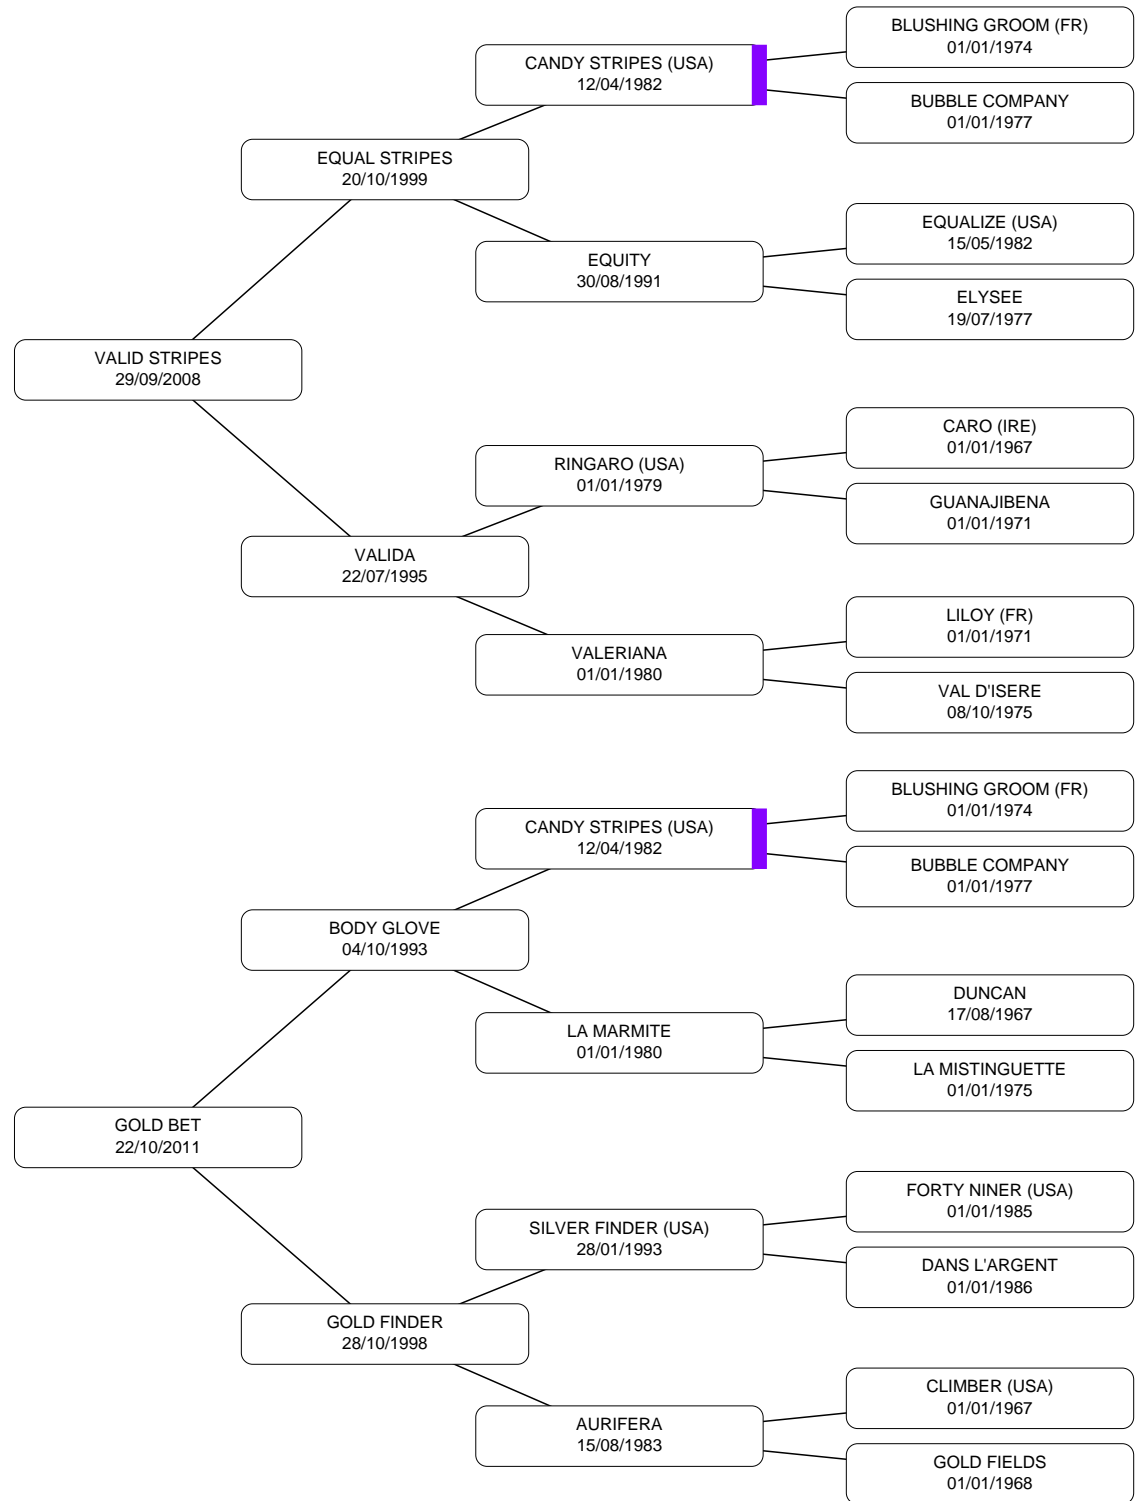 BLUSHING GROOM (FR)
01/01/1974
CANDY STRIPES (USA)
12/04/1982
BUBBLE COMPANY
01/01/1977
EQUAL STRIPES
20/10/1999
EQUALIZE (USA)
15/05/1982
EQUITY
30/08/1991
ELYSEE
19/07/1977
VALID STRIPES
29/09/2008
CARO (IRE)
01/01/1967
RINGARO (USA)
01/01/1979
GUANAJIBENA
01/01/1971
VALIDA
22/07/1995
LILOY (FR)
01/01/1971
VALERIANA
01/01/1980
VAL D'ISERE
08/10/1975
BLUSHING GROOM (FR)
01/01/1974
CANDY STRIPES (USA)
12/04/1982
BUBBLE COMPANY
01/01/1977
BODY GLOVE
04/10/1993
DUNCAN
17/08/1967
LA MARMITE
01/01/1980
LA MISTINGUETTE
01/01/1975
GOLD BET
22/10/2011
FORTY NINER (USA)
01/01/1985
SILVER FINDER (USA)
28/01/1993
DANS L'ARGENT
01/01/1986
GOLD FINDER
28/10/1998
CLIMBER (USA)
01/01/1967
AURIFERA
15/08/1983
GOLD FIELDS
01/01/1968